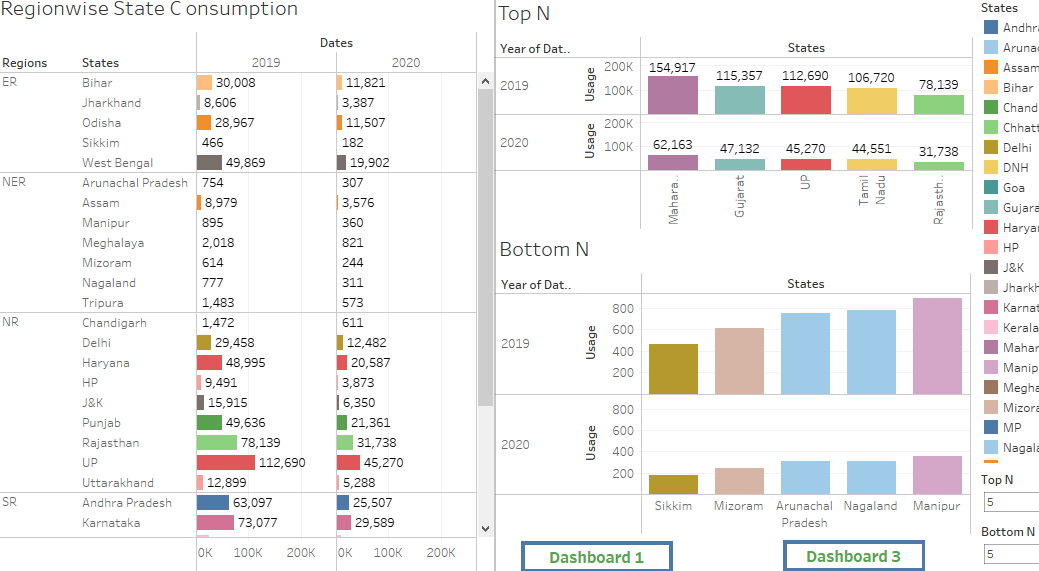 Regionwise State Consumption
Dates
Regions States 2019 2020
ER Bihar 30,008 11,821
Jharkhand 8,606 3,387
Odisha 28,967 11,507
Sikkim 466 182
West Bengal 49,869 19,902
NER Arunachal Pradesh 754 307
Assam 8,979 3,576
Manipur 895 360
Meghalaya 2,018 821
Mizoram 614 244
Nagaland 777 311
Tripura 1,483 573
NR Chandigarh 1,472 611
Delhi 29,458 12,482
Haryana 48,995 20,587
HP 9,491 3,873
J&K 15,915 6,350
Punjab 49,636 21,361
Rajasthan 78,139 31,738
UP 112,690 45,270
Uttarakhand 12,899 5,288
SR Andhra Pradesh 63,097 25,507
Karnataka 73,077 29,589
0K 100K 200K 0K 100K 200K
Top N
Year of Dat.. States
2019 Usage 200K 100K 154,917 115,357 112,690 106,720 78,139
2020 Usage 200K 100K 62,163 47,132 45,270 44,551 31,738
Mahara.. Gujarat UP Tamil Nadu Rajasth..
Bottom N
Year of Dat.. States
2019 Usage 800 600 400 200
2020 Usage 800 600 400 200
Sikkim Mizoram Arunachal Pradesh Nagaland Manipur
Dashboard 1 Dashboard 3
States
Andhra
Arunac
Assam
Bihar
Chand
Chhatt
Delhi
DNH
Goa
Gujara
Haryan
HP
J&K
Jharkh
Karnat
Kerala
Mahar
Manip
Megha
Mizora
MP
Nagala
Top N
5
Bottom N
5